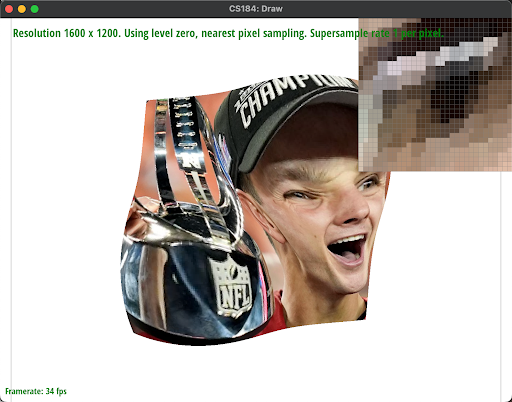 CS184: Draw
Resolution 1600 x 1200. Using level zero, nearest pixel sampling. Supersample rate 1 per pixel.
CHAMPION
NFL
Framerate: 34 fps